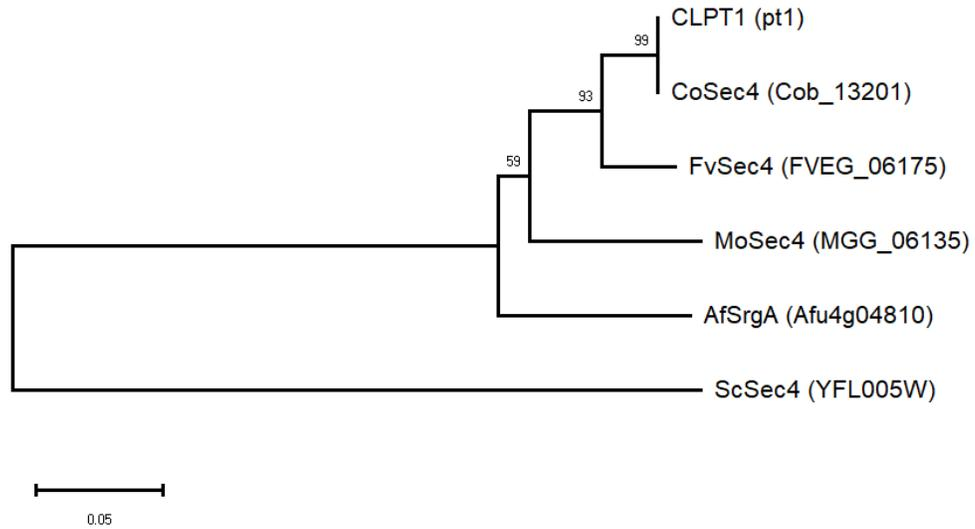 CLPT1 (pt1)
99
CoSec4 (Cob_13201)
93
FvSec4 (FVEG_06175)
59
MoSec4 (MGG_06135)
AfSrgA (Afu4g04810)
ScSec4 (YFL005W)
0.05